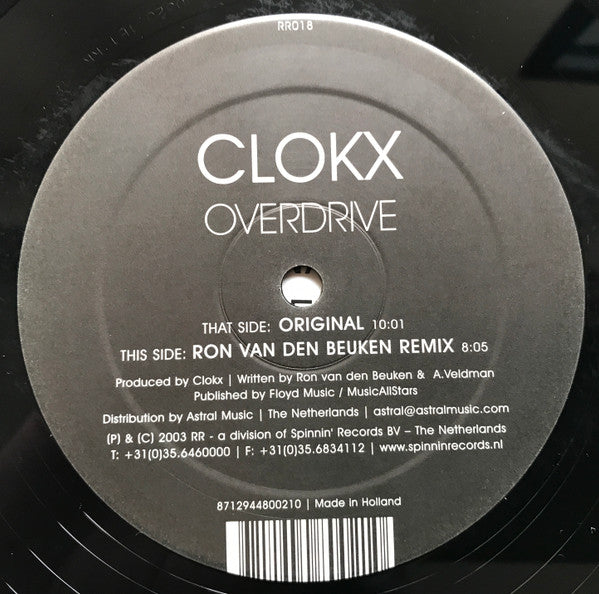 RR018
CLOKX
OVERDRIVE
THAT SIDE: ORIGINAL 10:01
THIS SIDE: RON VAN DEN BEUKEN REMIX 8:05
Produced by Clokx | Written by Ron van den Beuken & A.Veldman
Published by Floyd Music / MusicAllStars
Distribution by Astral Music | The Netherlands | astral@astralmusic.com
(P) & (C) 2003 RR - a division of Spinnin' Records BV – The Netherlands
T: +31(0)35.6460000 | F: +31(0)35.6834112 | www.spinninrecords.nl
8712944800210 | Made in Holland